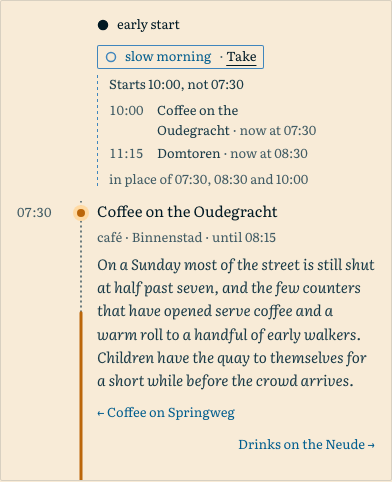 early start
slow morning · Take
Starts 10:00, not 07:30
10:00 Coffee on the
Oudegracht · now at 07:30
11:15 Domtoren · now at 08:30
in place of 07:30, 08:30 and 10:00
07:30 Coffee on the Oudegracht
café · Binnenstad · until 08:15
On a Sunday most of the street is still shut
at half past seven, and the few counters
that have opened serve coffee and a
warm roll to a handful of early walkers.
Children have the quay to themselves for
a short while before the crowd arrives.
← Coffee on Springweg
Drinks on the Neude →